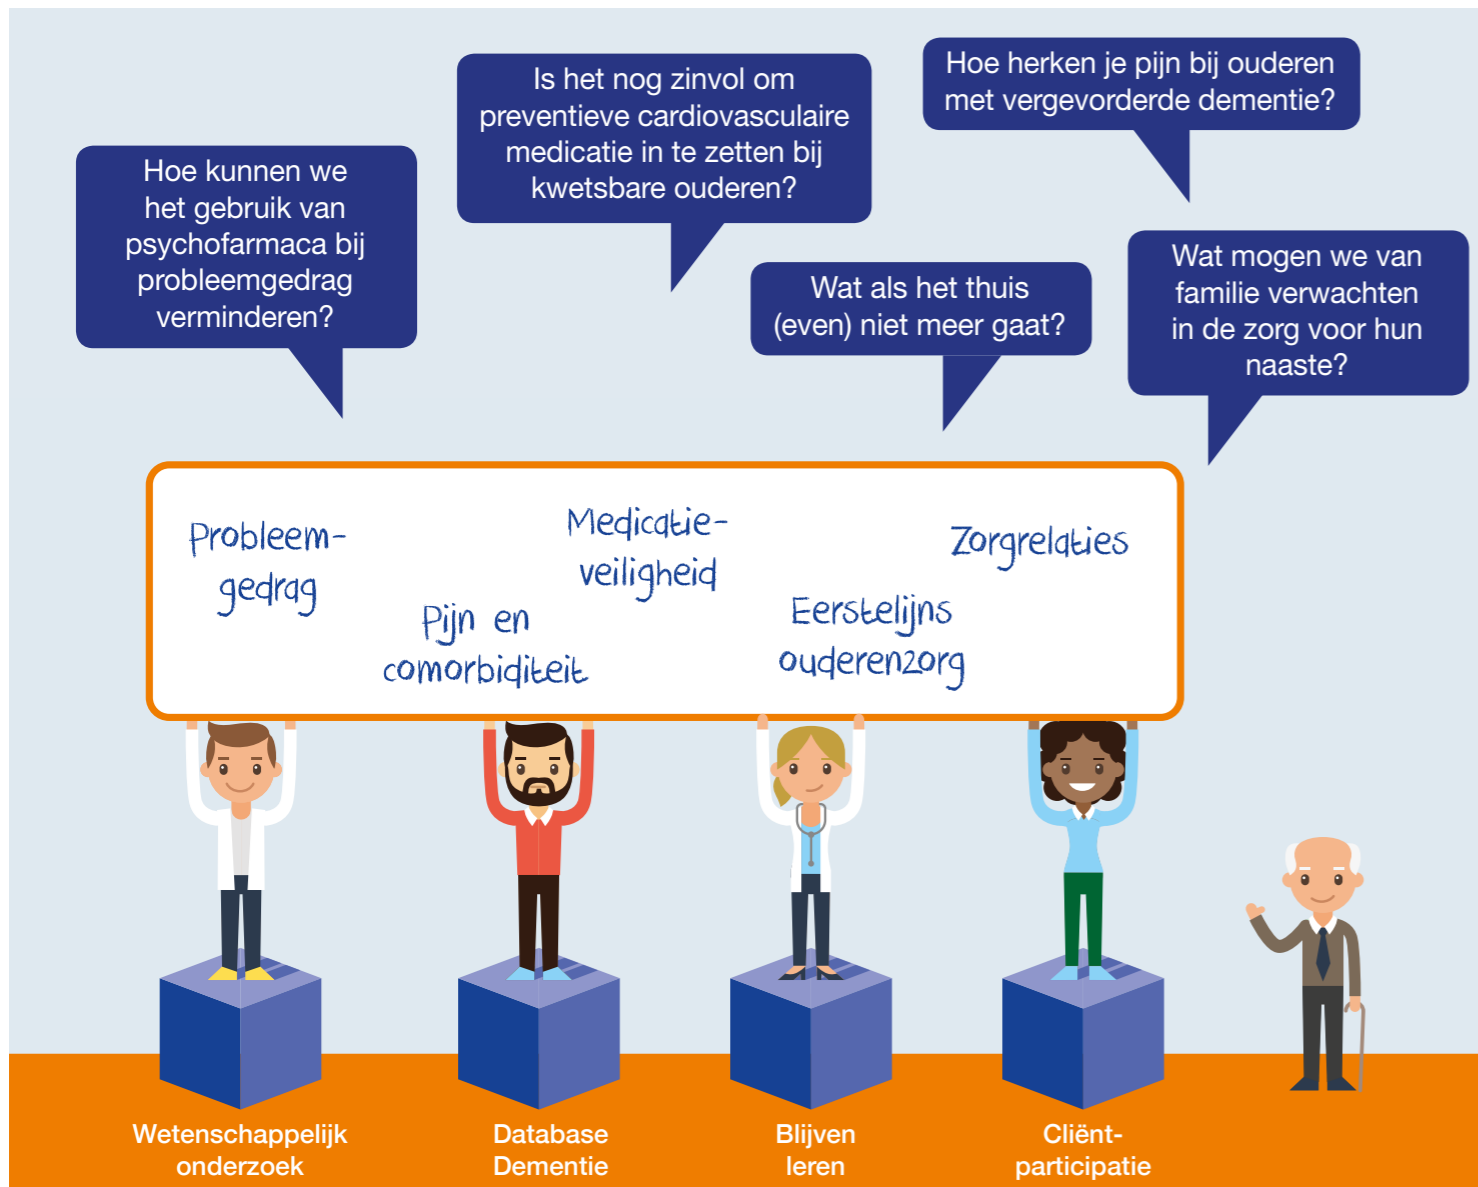 Hoe kunnen we
het gebruik van
psychofarmaca bij
probleemgedrag
verminderen?
Is het nog zinvol om
preventieve cardiovasculaire
medicatie in te zetten bij
kwetsbare ouderen?
Hoe herken je pijn bij ouderen
met vergevorderde dementie?
Wat als het thuis
(even) niet meer gaat?
Wat mogen we van
familie verwachten
in de zorg voor hun
naaste?
Probleem-
gedrag
Pijn en
comorbiditeit
Medicatie-
veiligheid
Eerstelijns
ouderenzorg
Zorgrelaties
Wetenschappelijk
onderzoek
Database
Dementie
Blijven
leren
Cliënt-
participatie